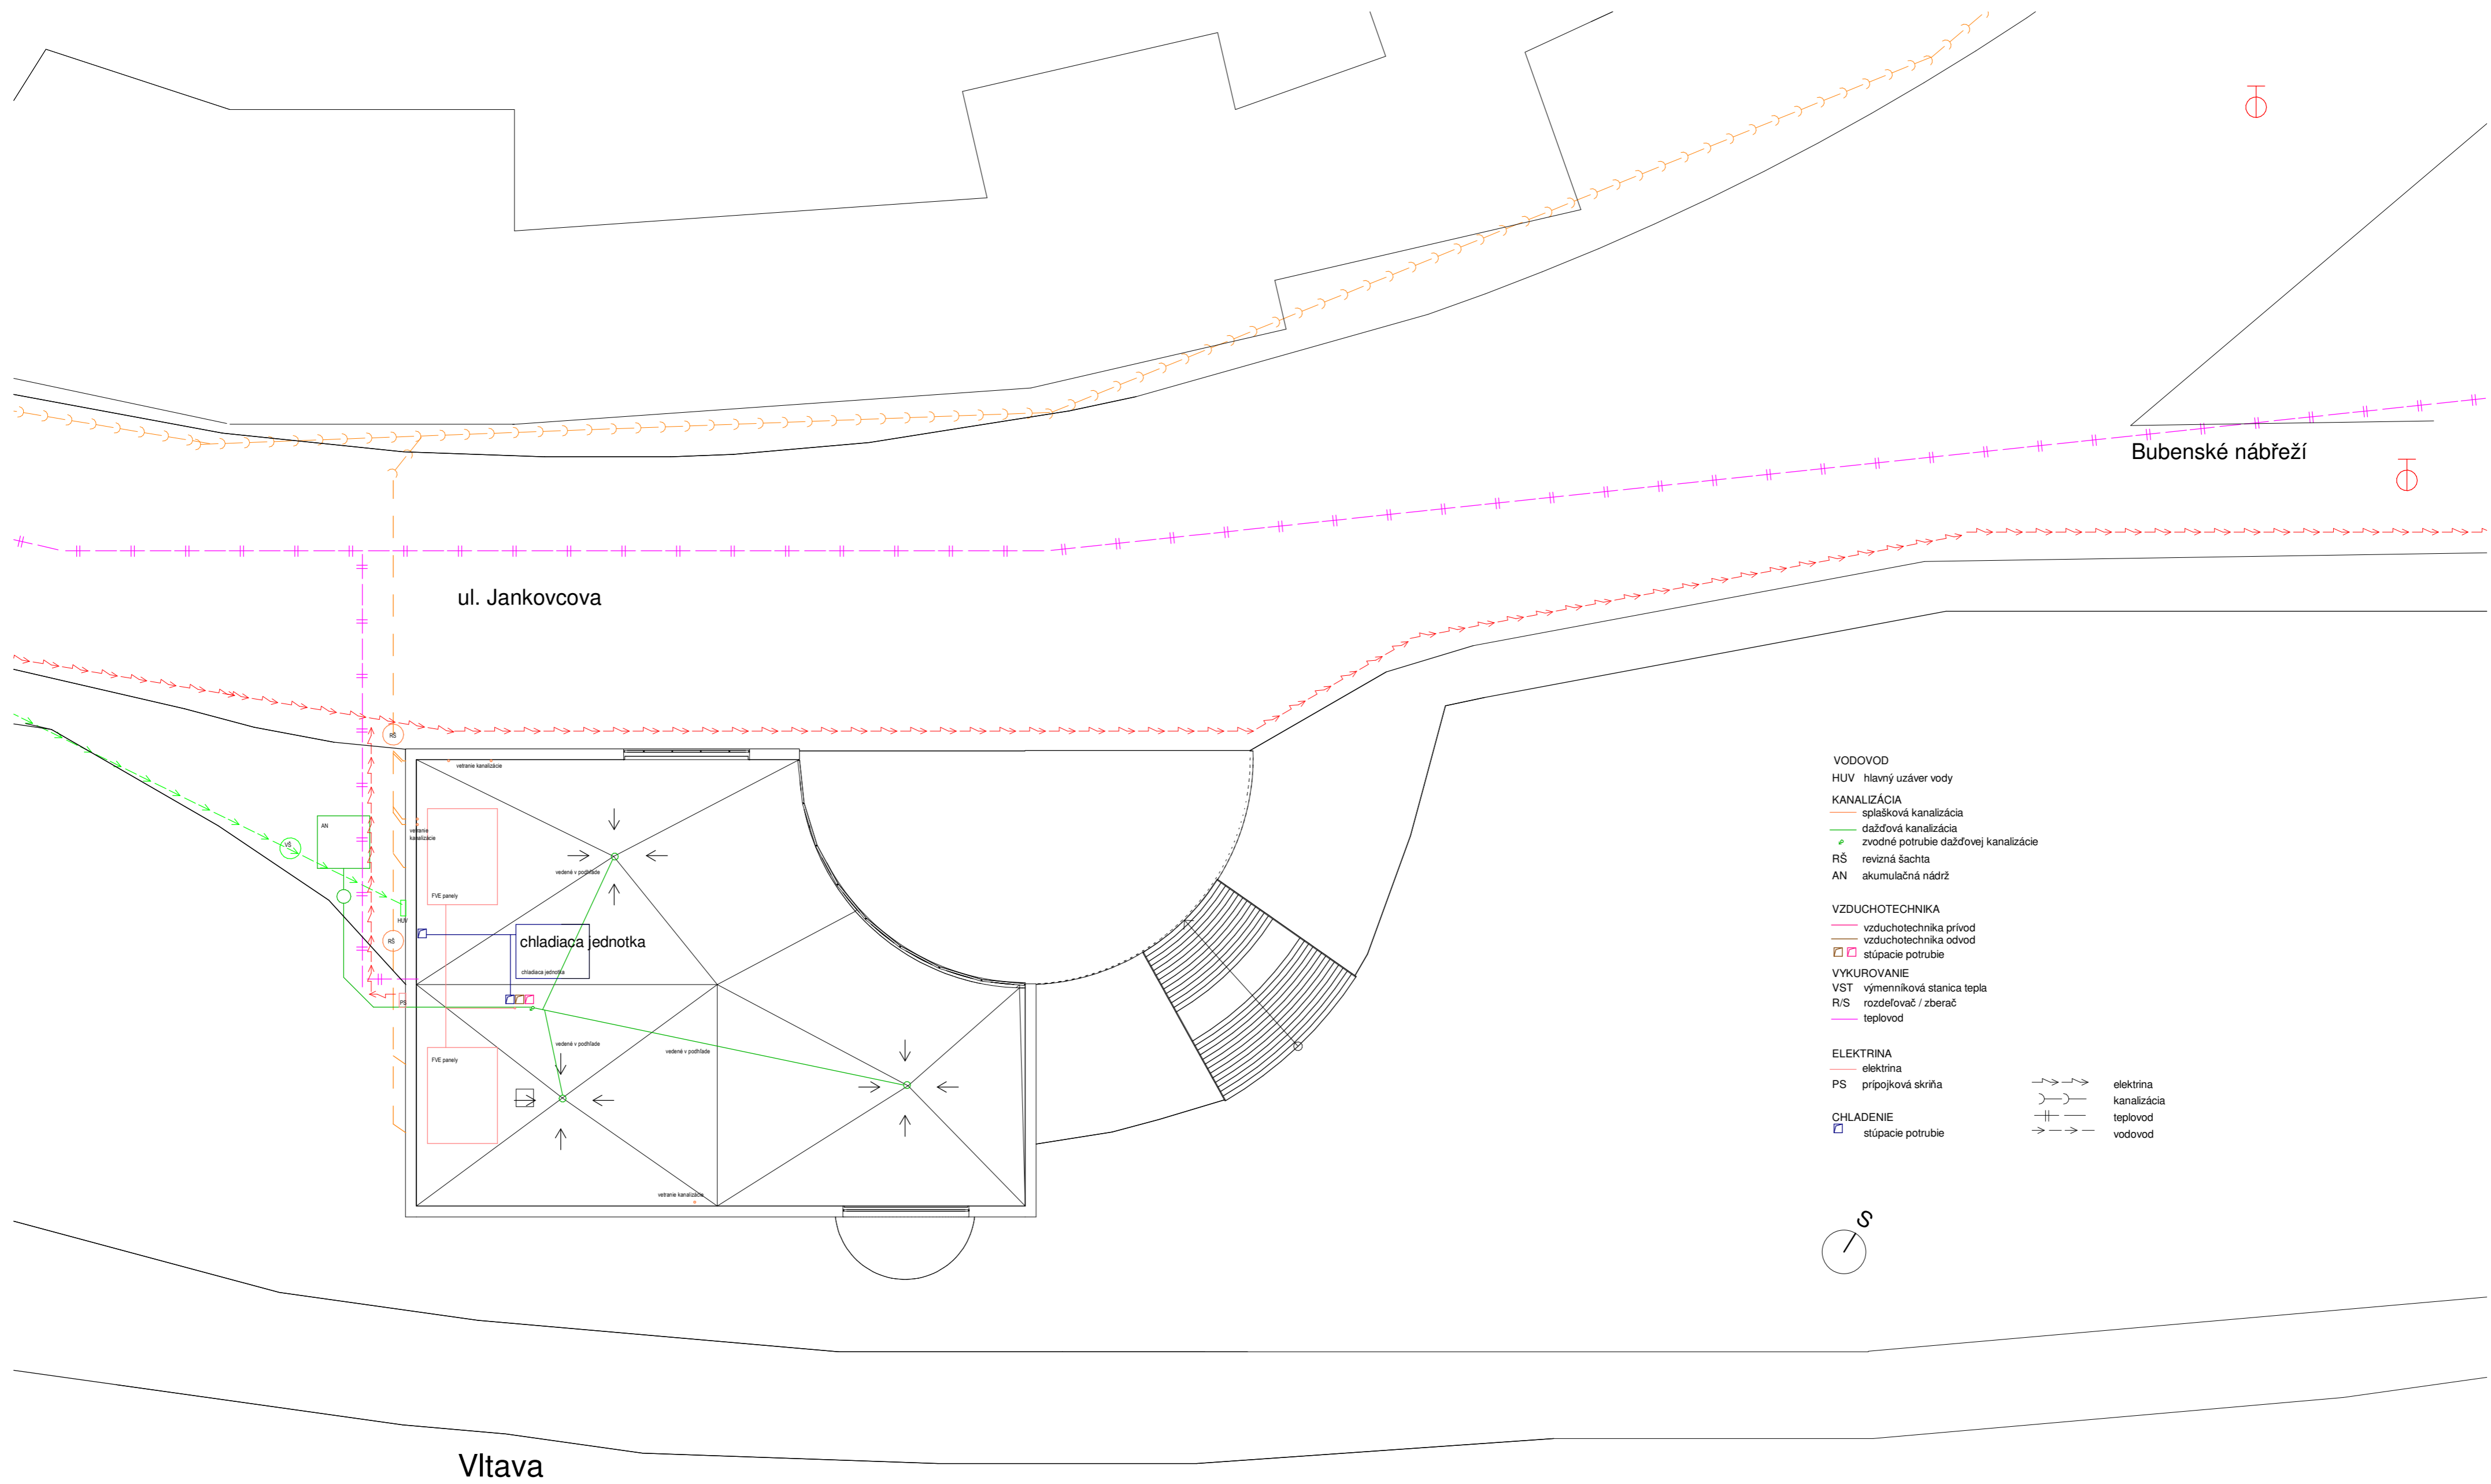 Bubenské nábřeží
ul. Jankovcova
RŠ
vetranie kanalizácie
AN
vetranie
kanalizácie
VŠ
vedené v podhľade
FVE panely
HUV
RŠ
chladiaca jednotka
chladiaca jednotka
PS
vedené v podhľade
vedené v podhľade
FVE panely
vetranie kanalizácie
VODOVOD
HUV hlavný uzáver vody
KANALIZÁCIA
splašková kanalizácia
dažďová kanalizácia
zvodné potrubie dažďovej kanalizácie
RŠ revizná šachta
AN akumulačná nádrž
VZDUCHOTECHNIKA
vzduchotechnika prívod
vzduchotechnika odvod
stúpacie potrubie
VYKUROVANIE
VST výmenníková stanica tepla
R/S rozdeľovač / zberač
teplovod
ELEKTRINA
elektrina
PS prípojková skriňa
CHLADENIE
stúpacie potrubie
elektrina
kanalizácia
teplovod
vodovod
S
Vltava